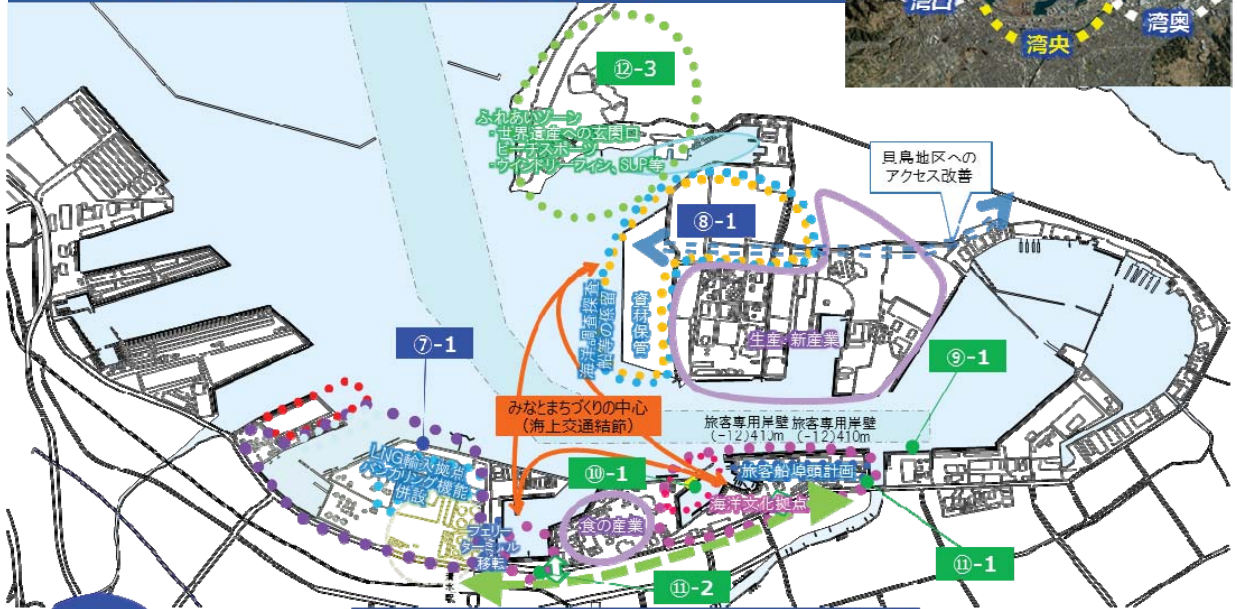 湾口
湾奥
湾央
⑫-3
ふれあいゾーン
・世界遺産への玄関口
ビーチスポーツ
・ウィンドサーフィン、SUP等
貝島地区への
アクセス改善
⑧-1
海洋調査探査
船等の係留
資材保管
生産・新産業
⑦-1
⑨-1
みなとまちづくりの中心
(海上交通結節)
旅客専用岸壁 旅客専用岸壁
(-12)410m (-12)410m
LNG輸入拠点
バンカリング機能
併設
⑩-1
旅客船埠頭計画
海洋文化拠点
食の産業
フェリー
ターミナル
移転
清水駅
⑪-2
⑪-1